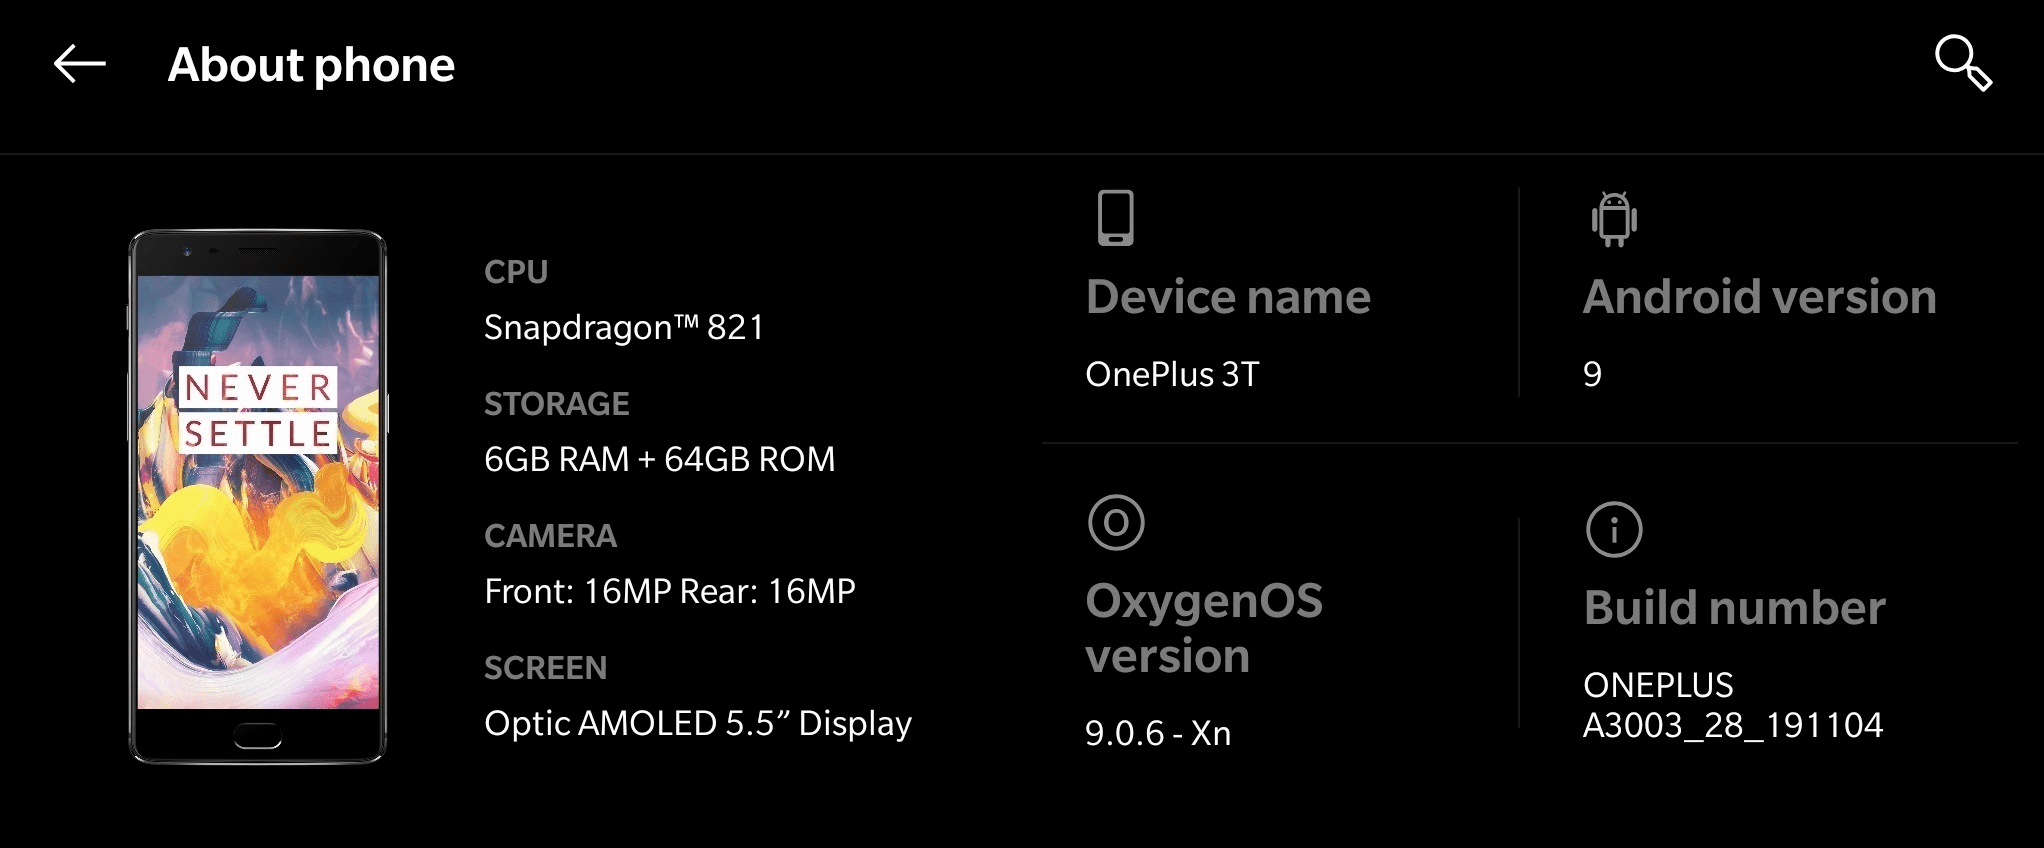 About phone
NEVER
SETTLE
CPU
Snapdragon™ 821
STORAGE
6GB RAM + 64GB ROM
CAMERA
Front: 16MP Rear: 16MP
SCREEN
Optic AMOLED 5.5” Display
Device name
OnePlus 3T
Android version
9
OxygenOS
version
9.0.6 - Xn
Build number
ONEPLUS
A3003_28_191104